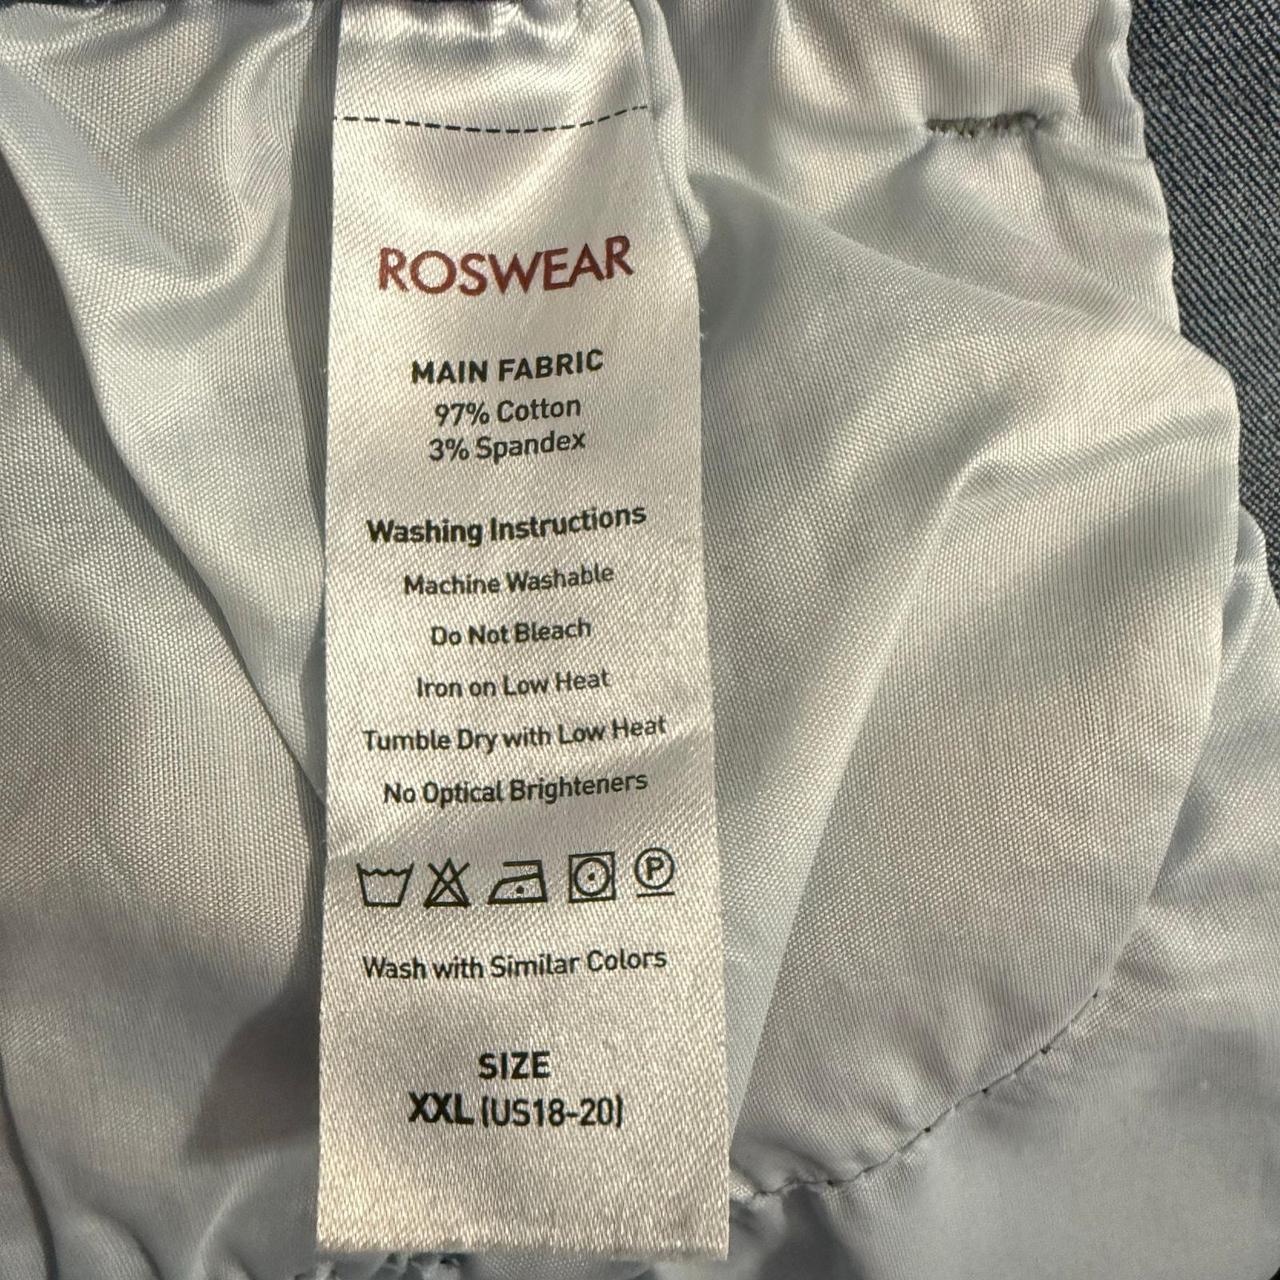 ROSWEAR
MAIN FABRIC
97% Cotton
3% Spandex
Washing Instructions
Machine Washable
Do Not Bleach
Iron on Low Heat
Tumble Dry with Low Heat
No Optical Brighteners
P
Wash with Similar Colors
SIZE
XXL (US18-20)